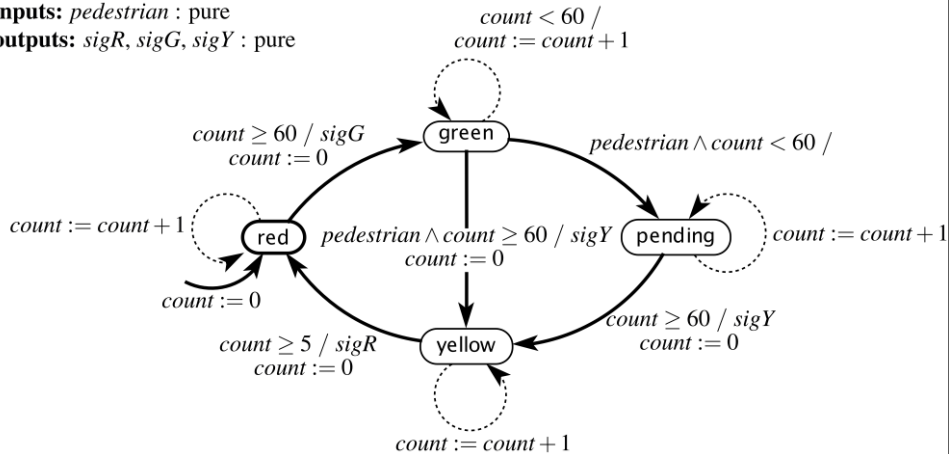 inputs: pedestrian : pure
outputs: sigR, sigG, sigY : pure
count < 60 /
count := count + 1
green
count ≥ 60 / sigG
count := 0
pedestrian ∧ count < 60 /
count := count + 1
red
pedestrian ∧ count ≥ 60 / sigY
count := 0
pending
count := count + 1
count := 0
count ≥ 5 / sigR
count := 0
yellow
count ≥ 60 / sigY
count := 0
count := count + 1